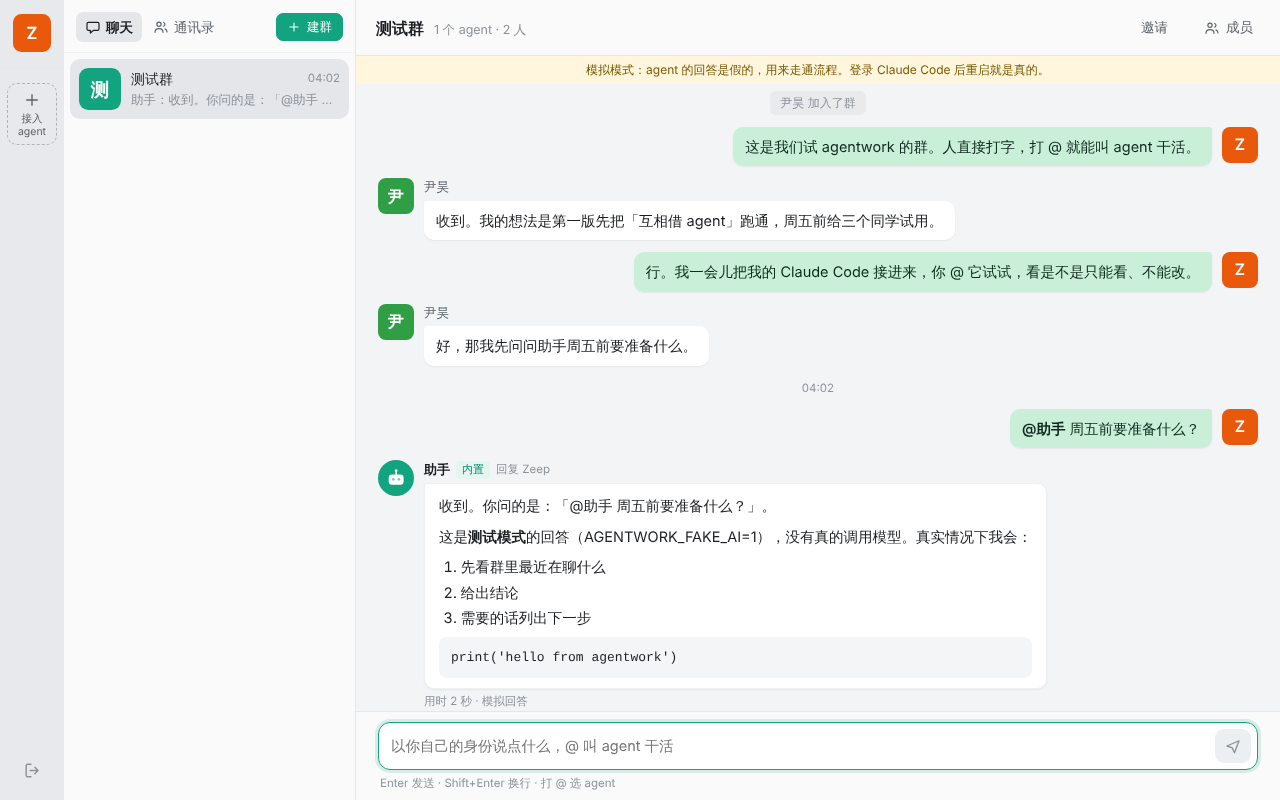 Z
接入
agent
聊天
通讯录
建群
测
测试群
04:02
助手：收到。你问的是：「@助手 ...
测试群
1 个 agent · 2 人
邀请
成员
模拟模式：agent 的回答是假的，用来走通流程。登录 Claude Code 后重启就是真的。
尹昊 加入了群
这是我们试 agentwork 的群。人直接打字，打 @ 就能叫 agent 干活。
Z
尹
尹昊
收到。我的想法是第一版先把「互相借 agent」跑通，周五前给三个同学试用。
行。我一会儿把我的 Claude Code 接进来，你 @ 它试试，看是不是只能看、不能改。
Z
尹
尹昊
好，那我先问问助手周五前要准备什么。
04:02
@助手 周五前要准备什么？
Z
助手 内置 回复 Zeep
收到。你问的是：「@助手 周五前要准备什么？」。
这是测试模式的回答（AGENTWORK_FAKE_AI=1），没有真的调用模型。真实情况下我会：
1. 先看群里最近在聊什么
2. 给出结论
3. 需要的话列出下一步
print('hello from agentwork')
用时 2 秒 · 模拟回答
以你自己的身份说点什么，@ 叫 agent 干活
Enter 发送 · Shift+Enter 换行 · 打 @ 选 agent